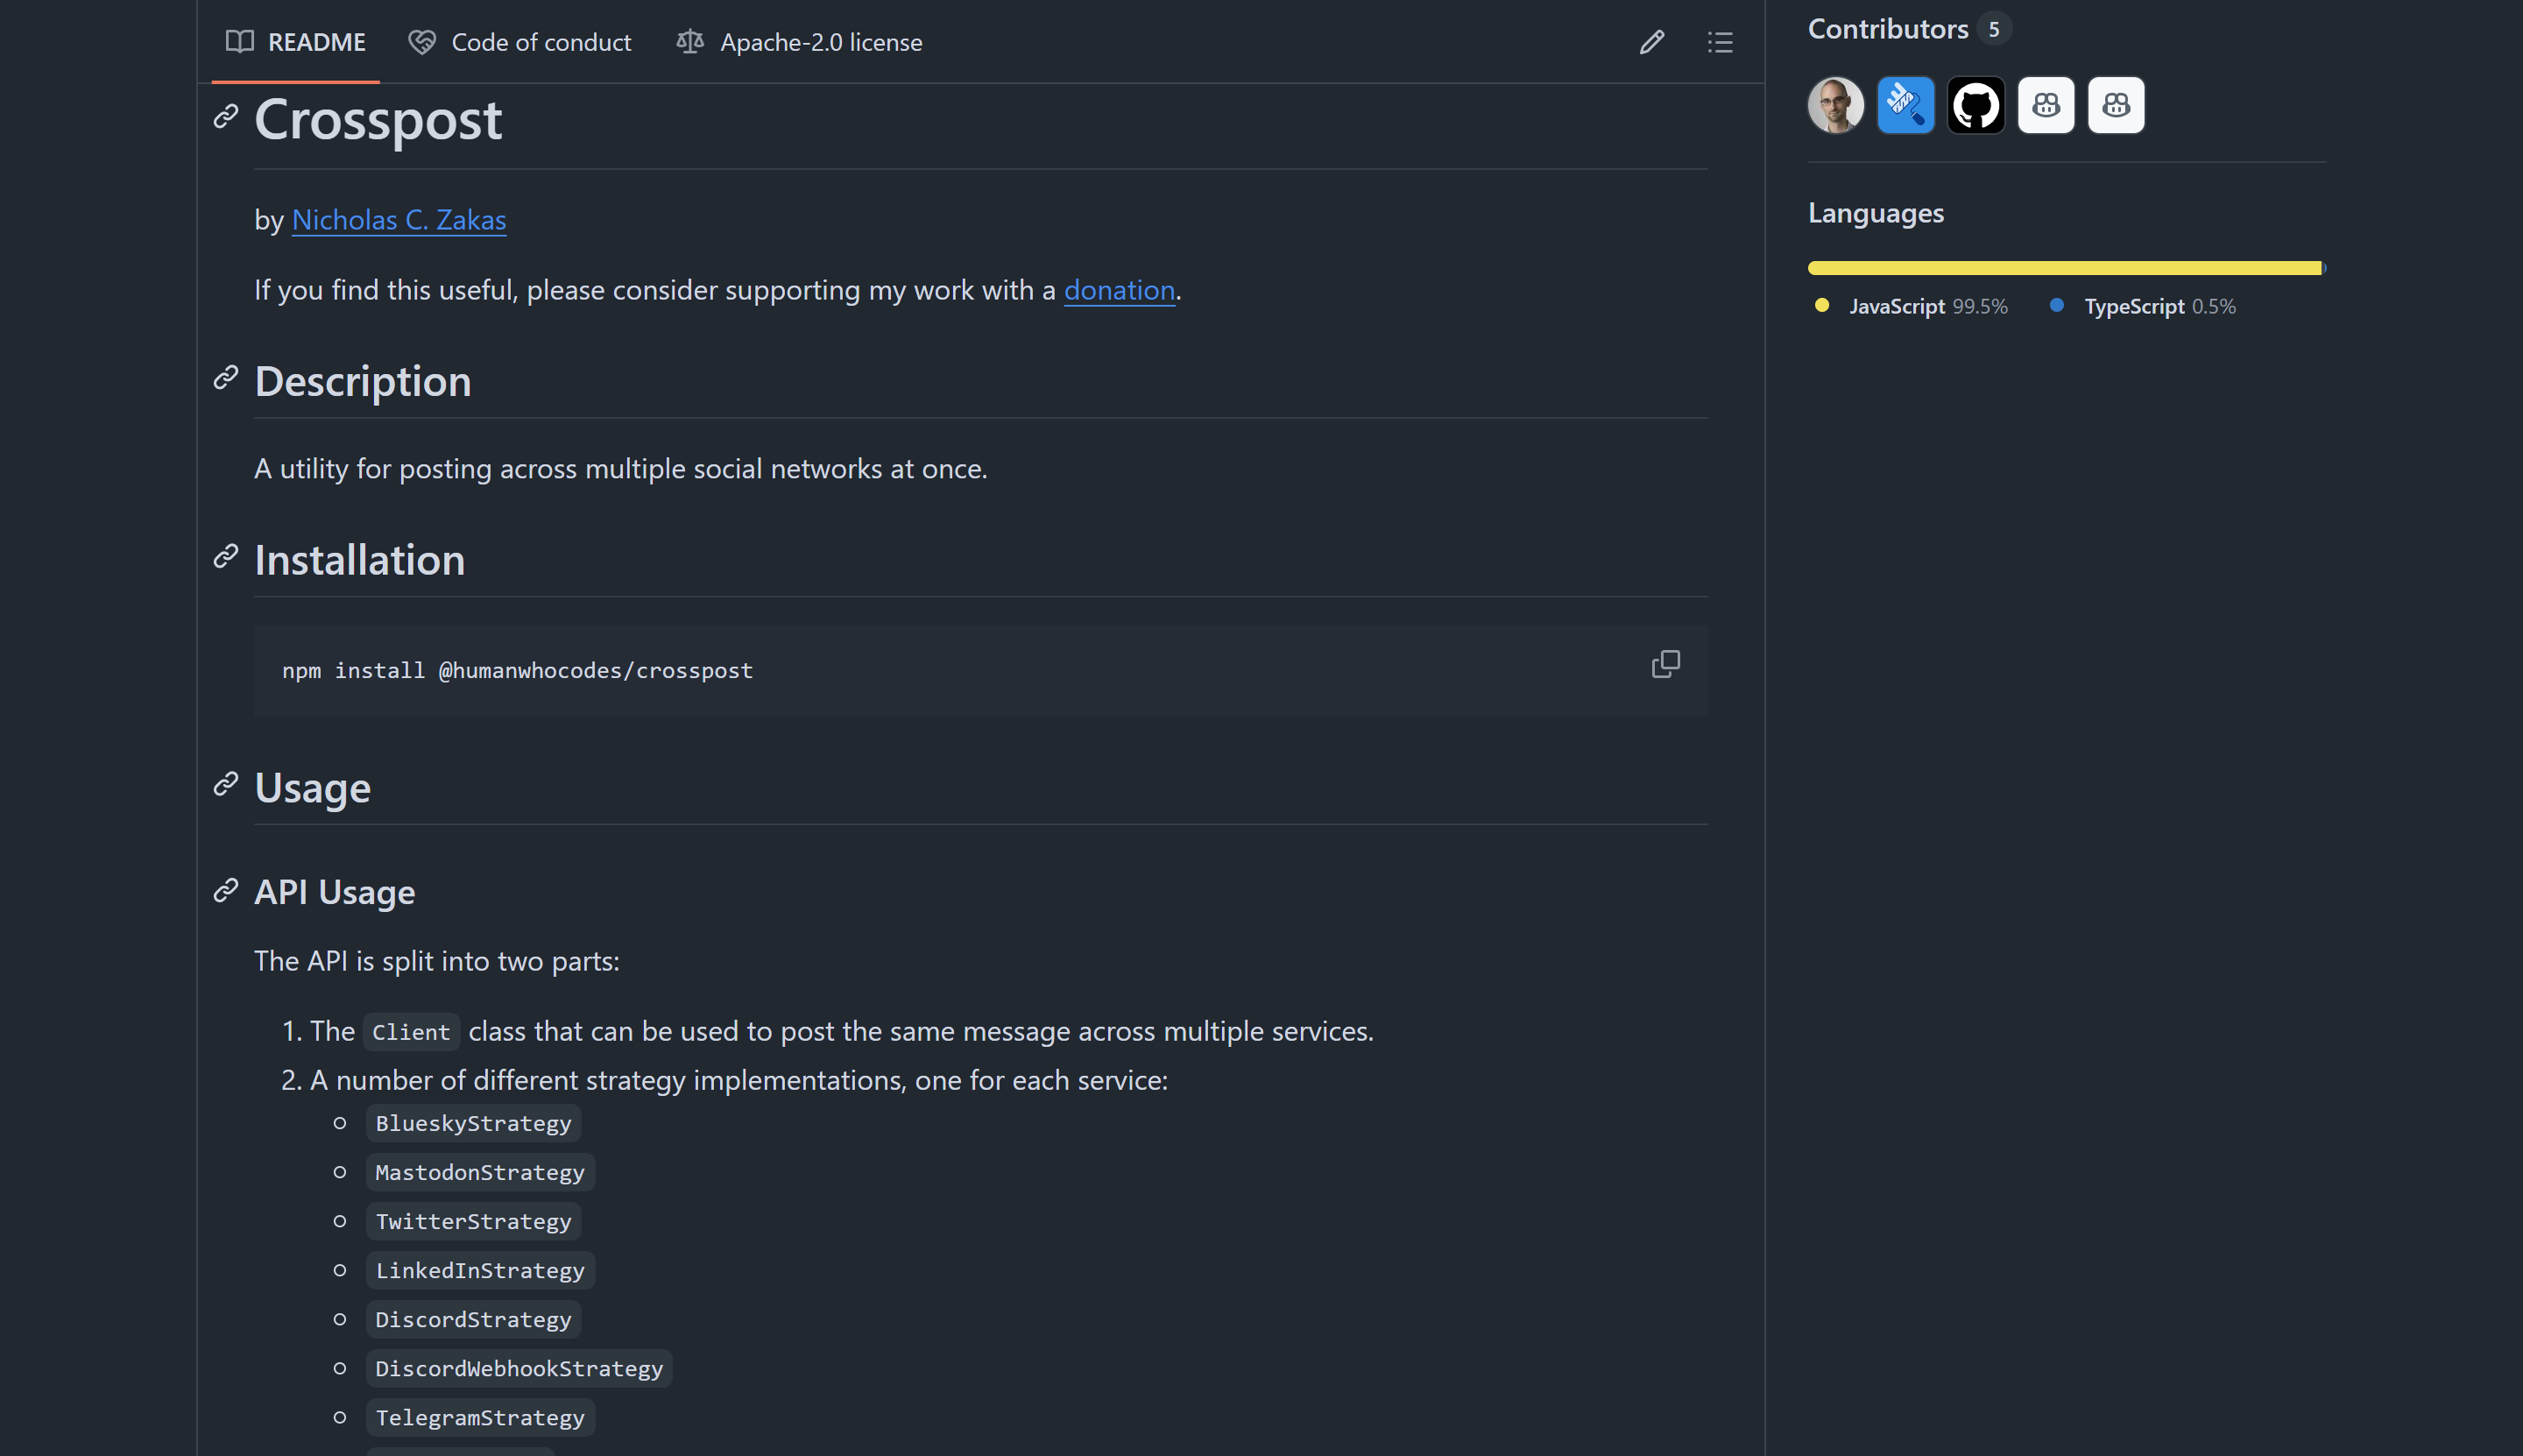 README
Code of conduct
Apache-2.0 license
Crosspost
by Nicholas C. Zakas
If you find this useful, please consider supporting my work with a donation.
Description
A utility for posting across multiple social networks at once.
Installation
npm install @humanwhocodes/crosspost
Usage
API Usage
The API is split into two parts:
1. The Client class that can be used to post the same message across multiple services.
2. A number of different strategy implementations, one for each service:
BlueskyStrategy
MastodonStrategy
TwitterStrategy
LinkedInStrategy
DiscordStrategy
DiscordWebhookStrategy
TelegramStrategy
Contributors 5
Languages
JavaScript 99.5%
TypeScript 0.5%